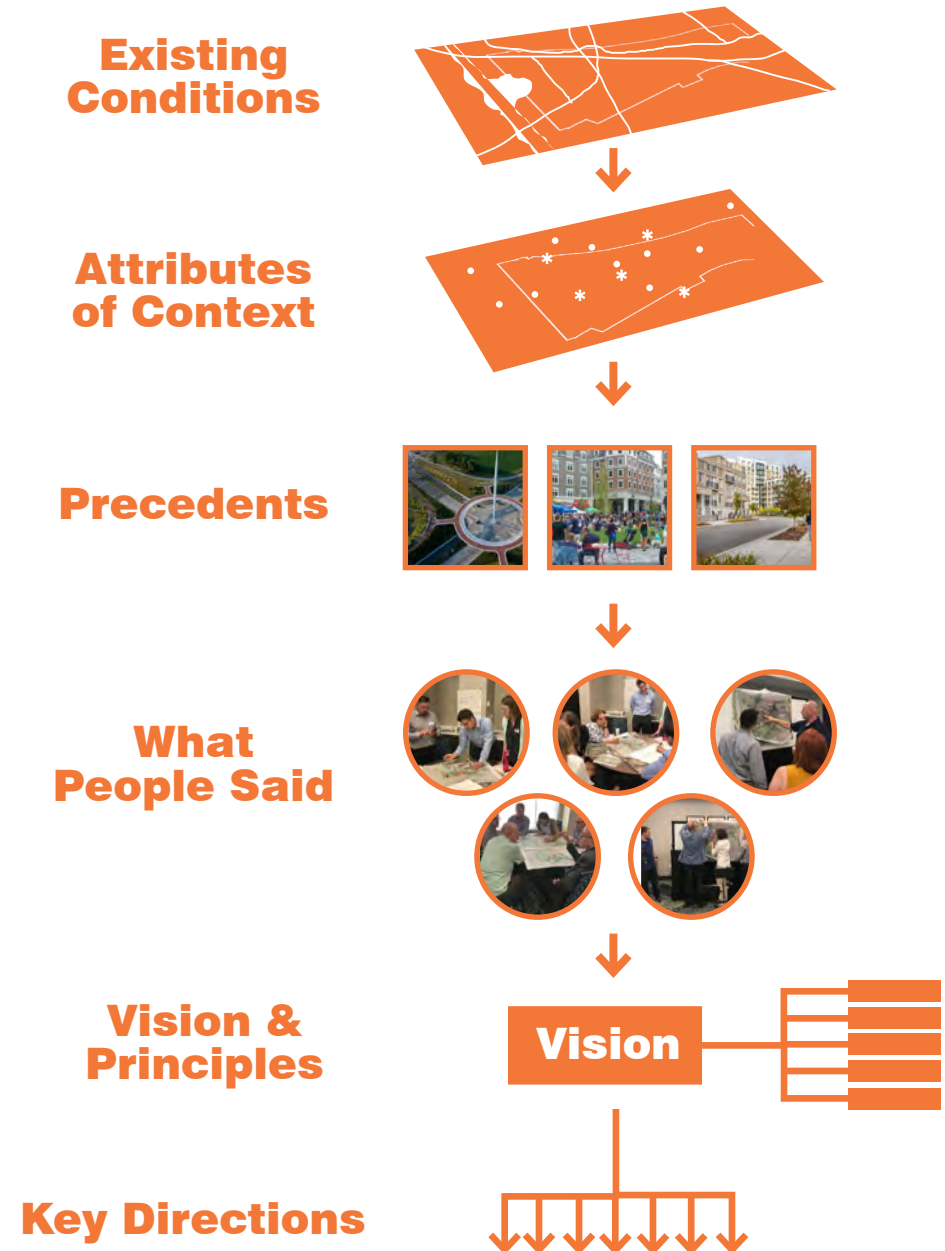 Existing
Conditions
Attributes
of Context
Precedents
What
People Said
Vision &
Principles
Vision
Key Directions